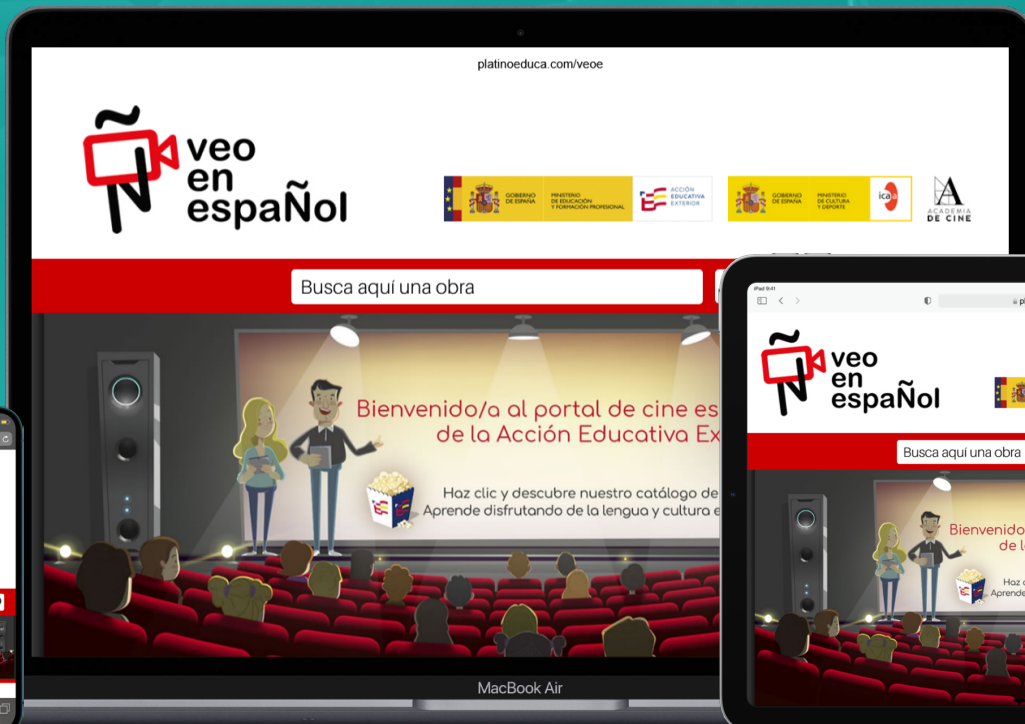 platinoeduca.com/veoe
veo
en
espaÑol
GOBIERNO
DE ESPAÑA
MINISTERIO
DE EDUCACIÓN
Y FORMACIÓN PROFESIONAL
ACCIÓN
EDUCATIVA
EXTERIOR
GOBIERNO
DE ESPAÑA
MINISTERIO
DE CULTURA
Y DEPORTE
ica
ACADEMIA
DE CINE
Busca aquí una obra
Bienvenido/a al portal de cine es
de la Acción Educativa Ex
Haz clic y descubre nuestro catálogo de
Aprende disfrutando de la lengua y cultura e
MacBook Air
iPad 9:41
veo
en
espaÑol
Busca aquí una obra
Bienvenido
de l
Haz
Aprende